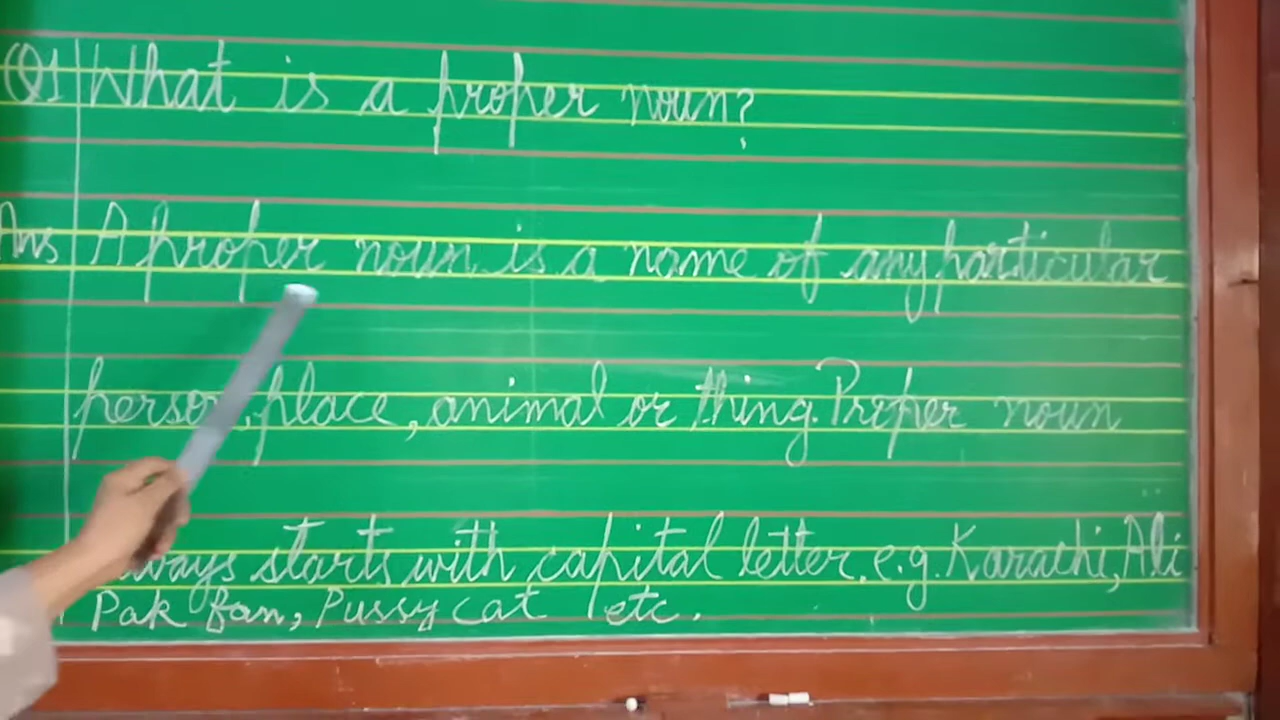 Q1 What is a proper noun?
Ans A proper noun is a name of any particular
person, place, animal or thing. Proper noun
always starts with capital letter. e.g. Karachi, Ali
Pak fan, Pussy cat etc.